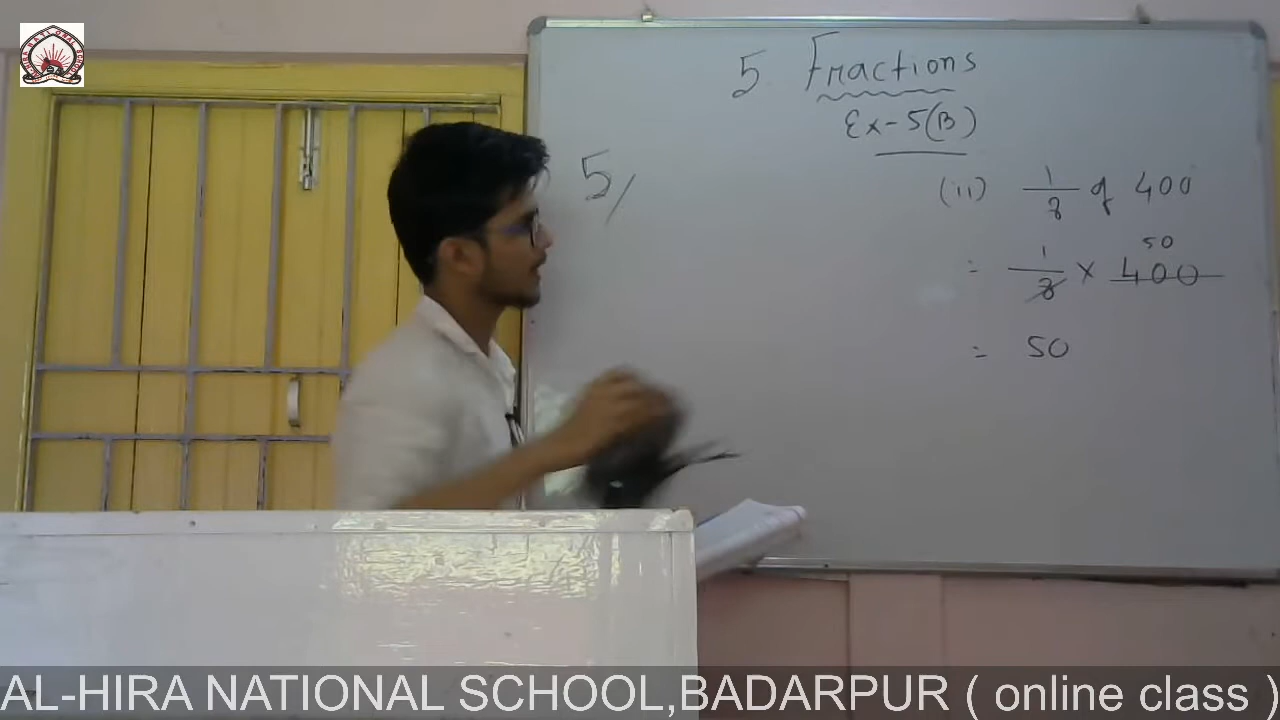 5 Fractions
Ex-5(B)
5/
(11) 1/8 of 400
= 1/8 × 400 50
= 50
AL-HIRA NATIONAL SCHOOL,BADARPUR ( online class )